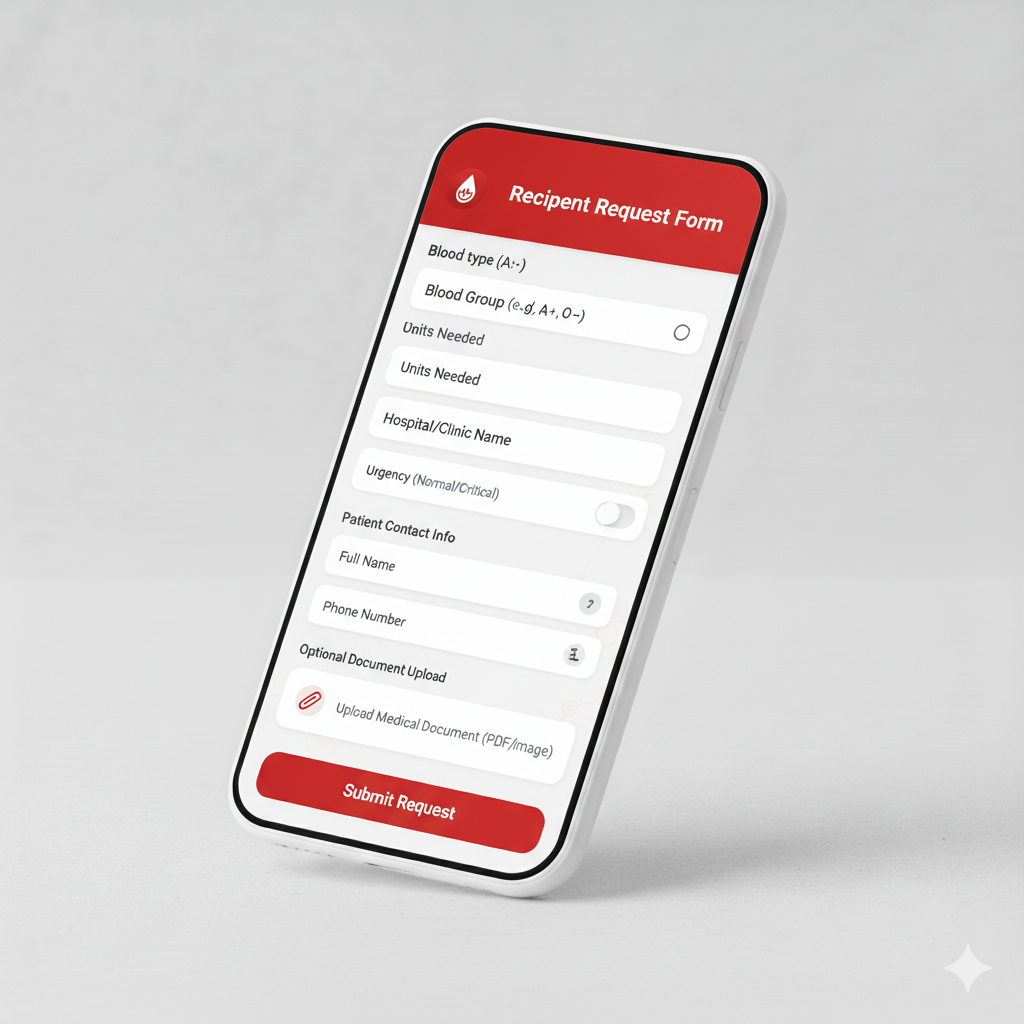 Recipent Request Form
Blood type (A:-)
Blood Group (e.g, A+, O-)
Units Needed
Units Needed
Hospital/Clinic Name
Urgency (Normal/Critical)
Patient Contact Info
Full Name
?
Phone Number
Optional Document Upload
Upload Medical Document (PDF/Image)
Submit Request